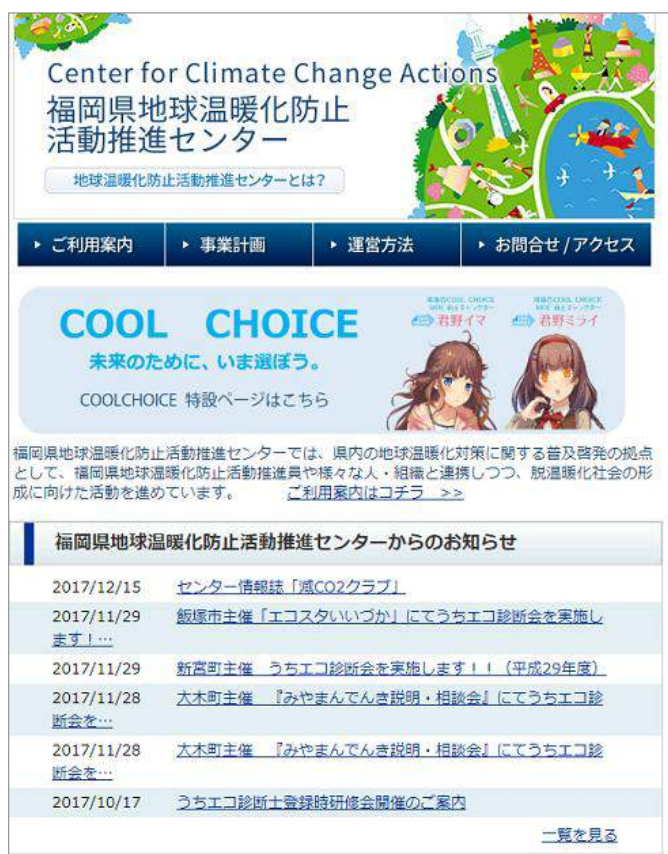 Center for Climate Change Actions
福岡県地球温暖化防止
活動推進センター
地球温暖化防止活動推進センターとは?
ご利用案内
事業計画
運営方法
お問合せ/アクセス
COOL CHOICE
未来のために、いま選ぼう。
COOLCHOICE 特設ページはこちら
君野イマ
君野ミライ
福岡県地球温暖化防止活動推進センターでは、県内の地球温暖化対策に関する普及啓発の拠点
として、福岡県地球温暖化防止活動推進員や様々な人・組織と連携しつつ、脱温暖化社会の形
成に向けた活動を進めています。 ご利用案内はコチラ >>
福岡県地球温暖化防止活動推進センターからのお知らせ
2017/12/15 センター情報誌「減CO2クラブ」
2017/11/29 飯塚市主催「エコスタいいづか」にてうちエコ診断会を実施し
ます!…
2017/11/29 新宮町主催 うちエコ診断会を実施します!!(平成29年度)
2017/11/28 大木町主催 『みやまんでんき説明・相談会』にてうちエコ診
断会を…
2017/11/28 大木町主催 『みやまんでんき説明・相談会』にてうちエコ診
断会を…
2017/10/17 うちエコ診断士登録時研修会開催のご案内
一覧を見る